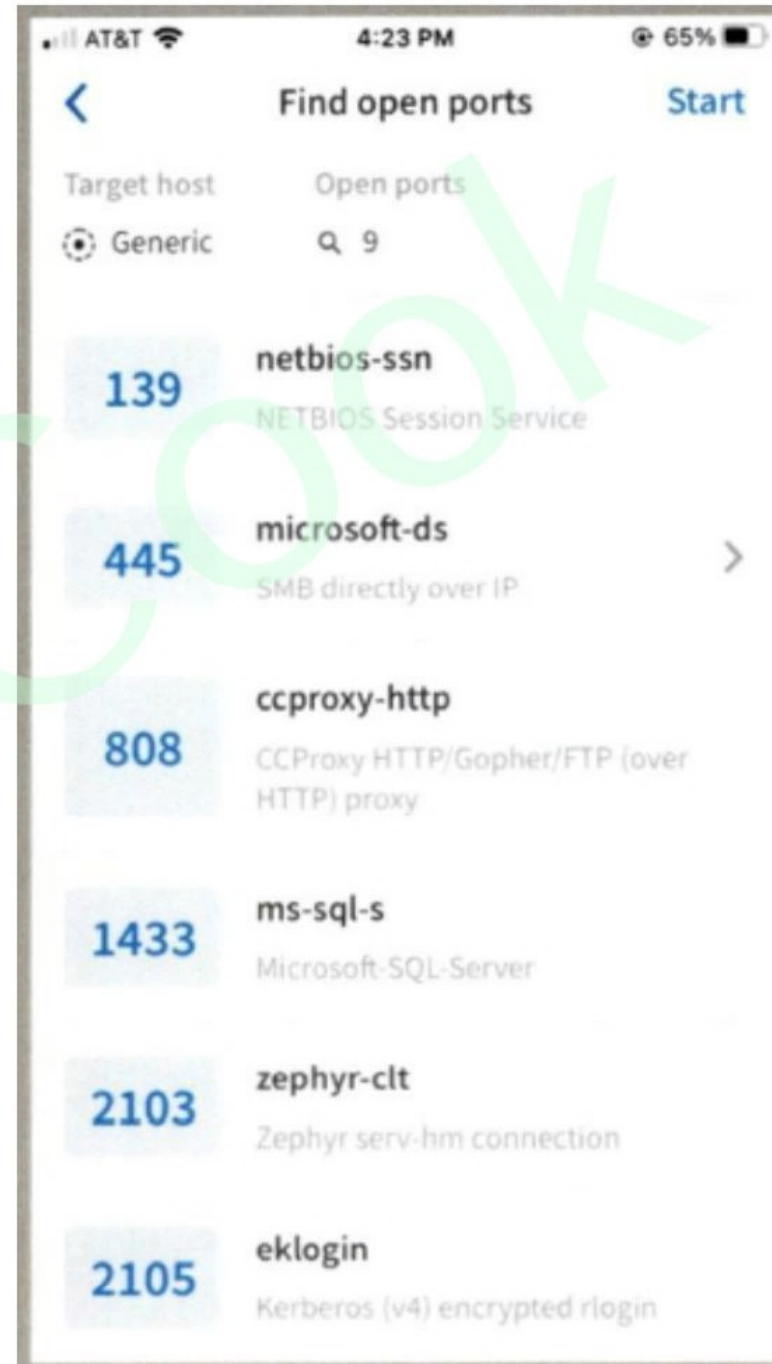 AT&T 4:23 PM 65%
Find open ports Start
Target host Open ports
Generic 9
139 netbios-ssn
NETBIOS Session Service
445 microsoft-ds
SMB directly over IP
808 ccproxy-http
CCProxy HTTP/Gopher/FTP (over
HTTP) proxy
1433 ms-sql-s
Microsoft-SQL-Server
2103 zephyr-clt
Zephyr serv-hm connection
2105 eklogin
Kerberos (v4) encrypted rlogin
Cook